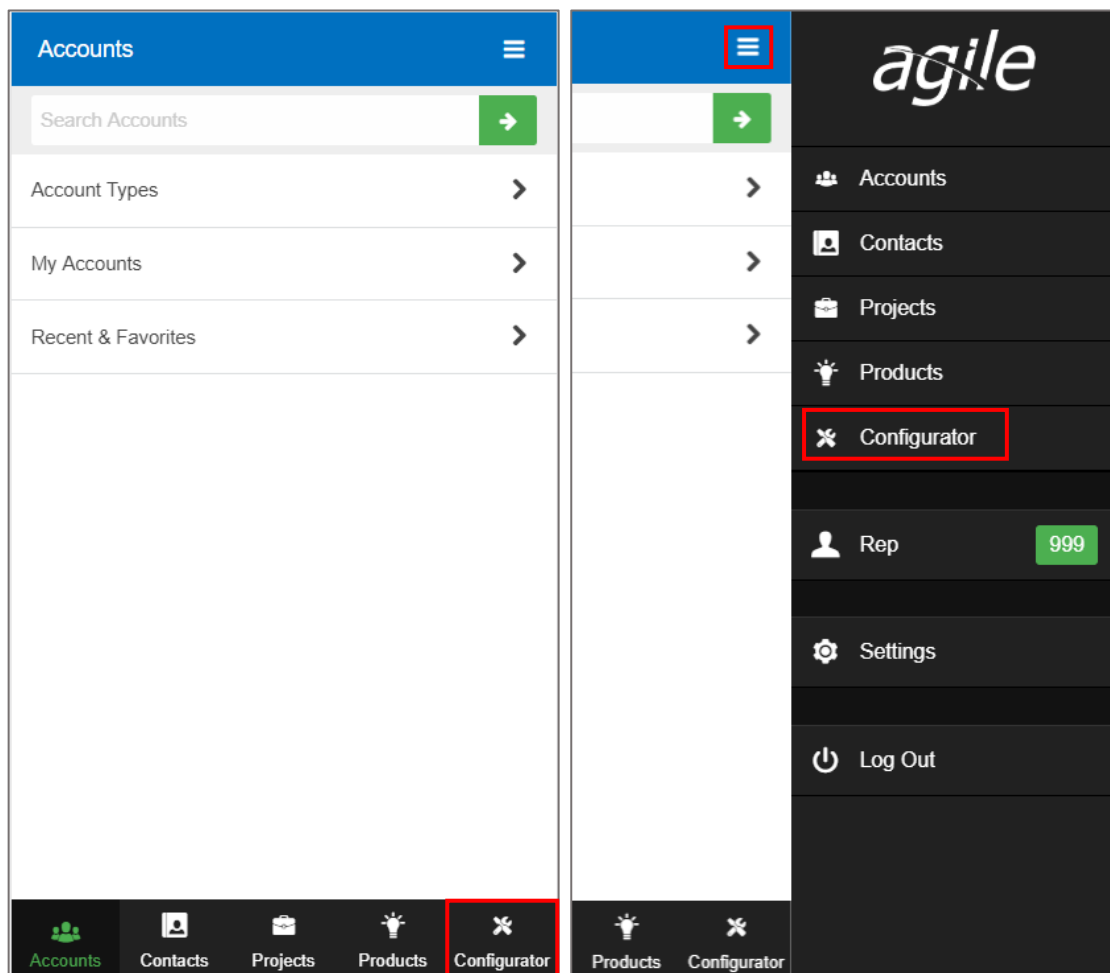 Accounts
Search Accounts
Account Types
My Accounts
Recent & Favorites
Accounts Contacts Projects Products Configurator
Products Configurator
agile
Accounts
Contacts
Projects
Products
Configurator
Rep 999
Settings
Log Out